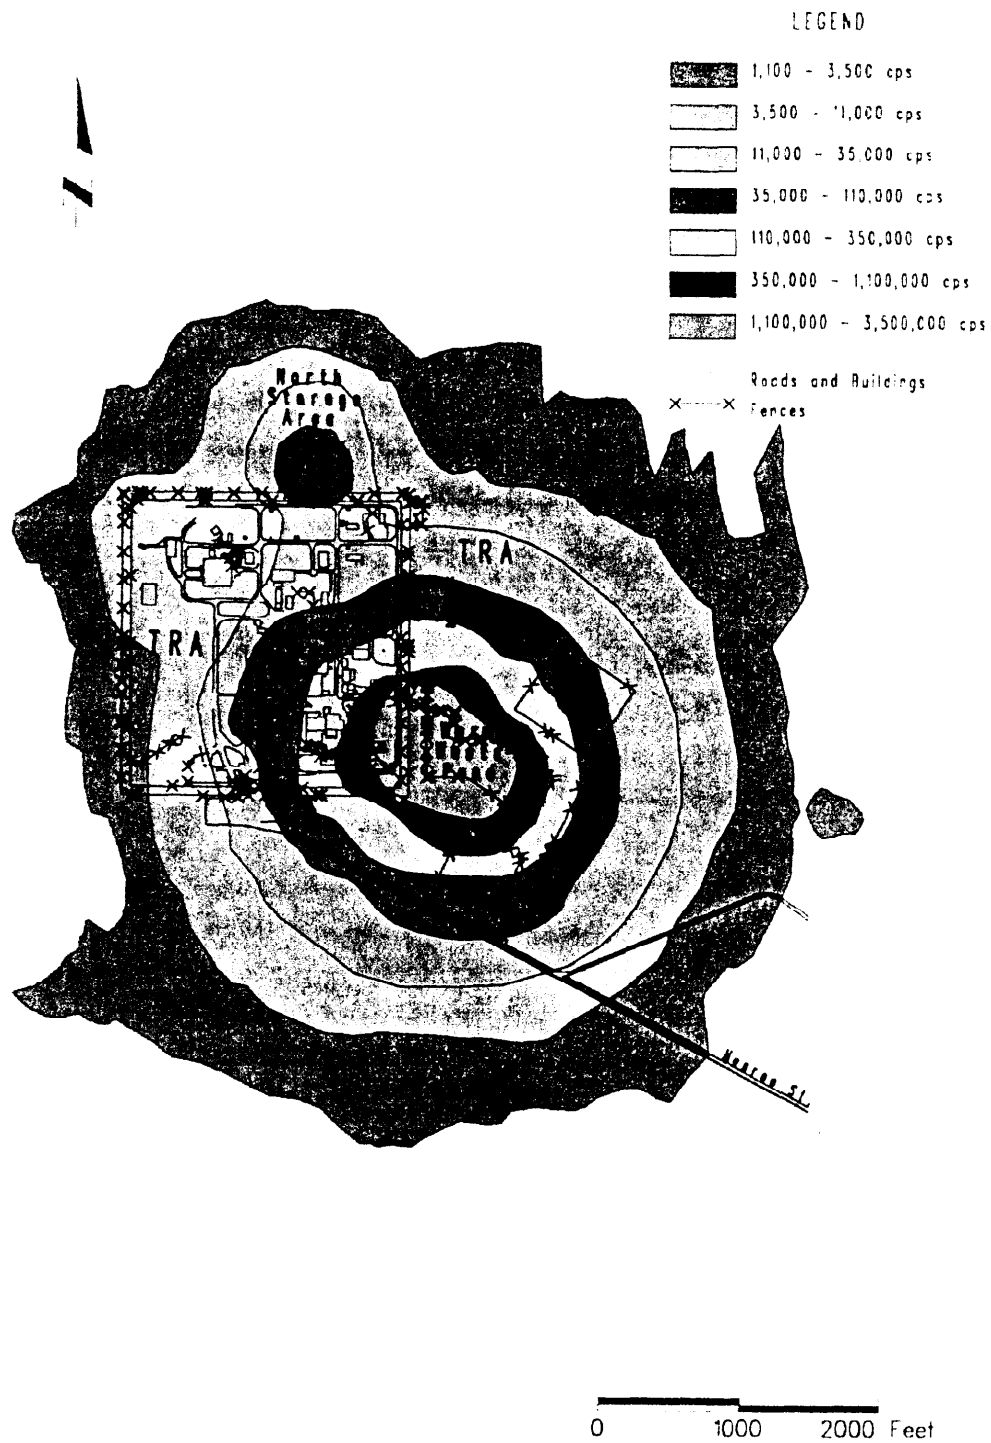 LEGEND
1,100 - 3,500 cps
3,500 - 11,000 cps
11,000 - 35,000 cps
35,000 - 110,000 cps
110,000 - 350,000 cps
350,000 - 1,100,000 cps
1,100,000 - 3,500,000 cps
Roads and Buildings
Fences
North
Storage
Area
TRA
TRA
Waste
St.
0 1000 2000 Feet